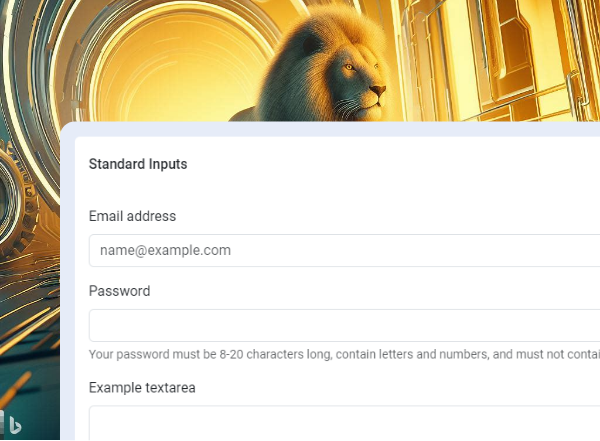 Standard Inputs
Email address
name@example.com
Password
Your password must be 8-20 characters long, contain letters and numbers, and must not contai
Example textarea